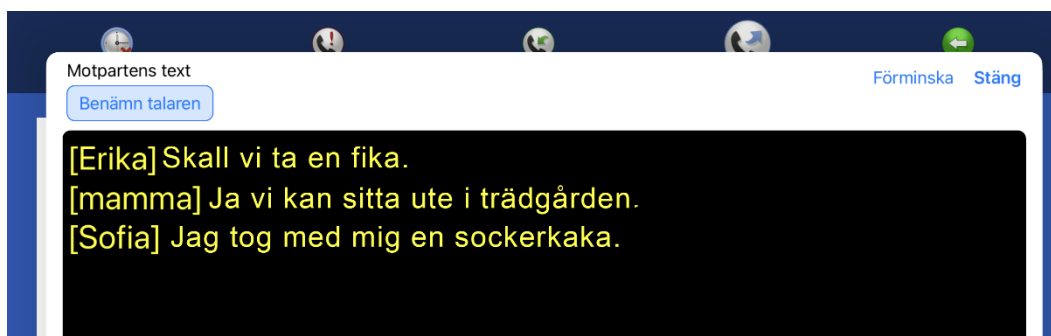 Motpartens text
Förminska Stäng
Benämn talaren
[Erika] Skall vi ta en fika.
[mamma] Ja vi kan sitta ute i trädgården.
[Sofia] Jag tog med mig en sockerkaka.